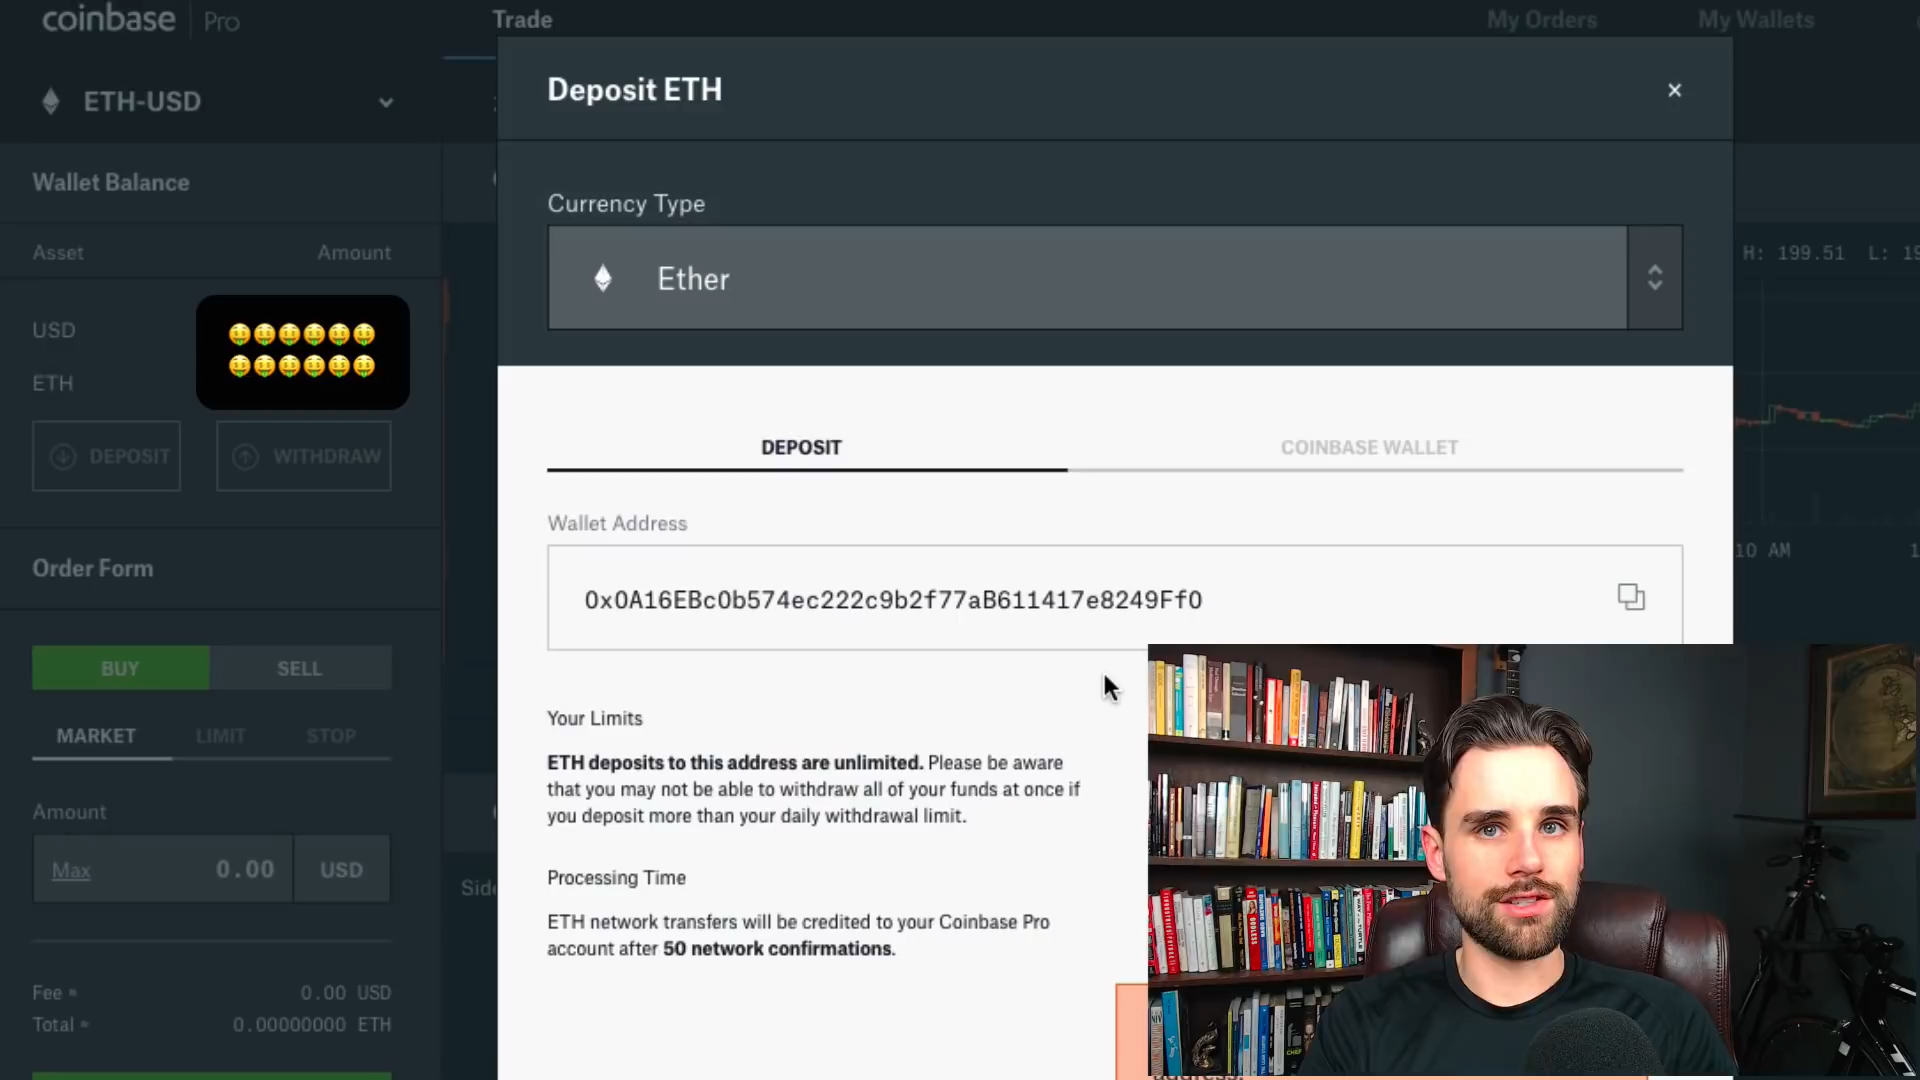 coinbase Pro
Trade
My Orders
My Wallets
ETH-USD
Deposit ETH
Wallet Balance
Asset Amount
USD
ETH
DEPOSIT
WITHDRAW
Order Form
BUY
SELL
MARKET
LIMIT
STOP
Amount
Max 0.00 USD
Fee ≈ 0.00 USD
Total ≈ 0.00000000 ETH
Currency Type
Ether
H: 199.51 L: 19
DEPOSIT
COINBASE WALLET
Wallet Address
0x0A16EBc0b574ec222c9b2f77aB611417e8249Ff0
10 AM
Your Limits
ETH deposits to this address are unlimited. Please be aware
that you may not be able to withdraw all of your funds at once if
you deposit more than your daily withdrawal limit.
Processing Time
ETH network transfers will be credited to your Coinbase Pro
account after 50 network confirmations.
Side